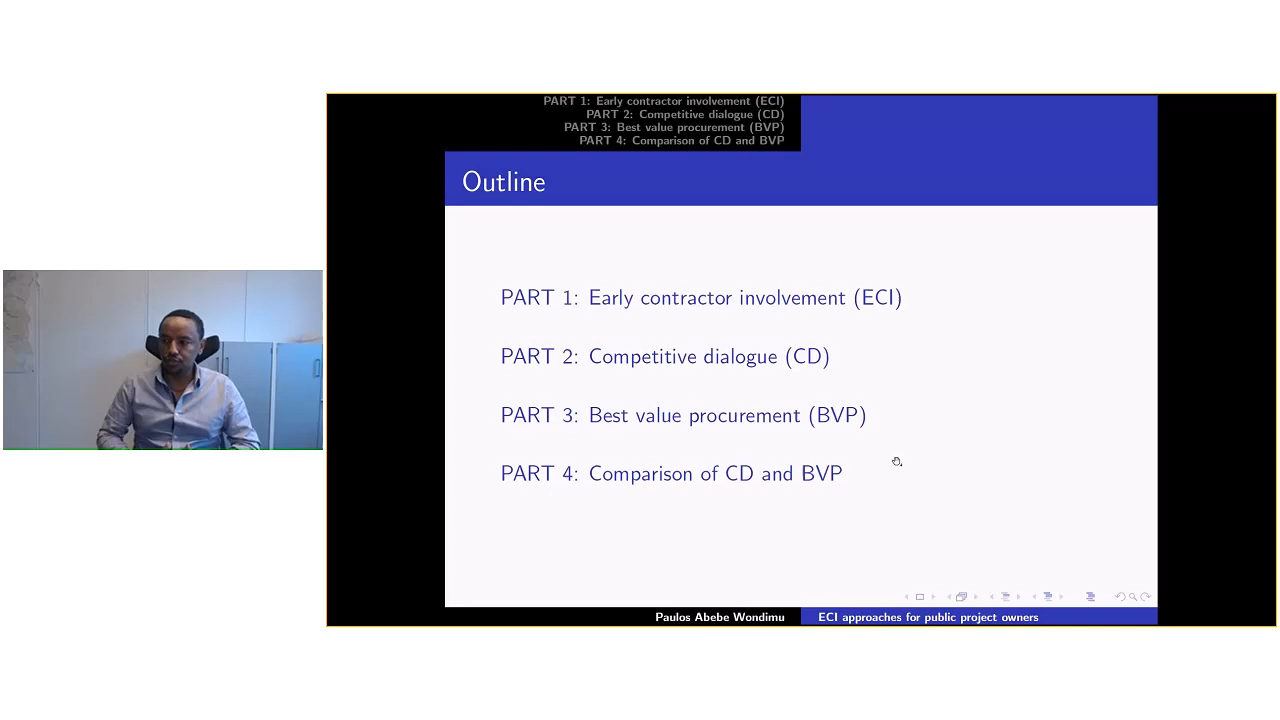 PART 1: Early contractor involvement (ECI)
PART 2: Competitive dialogue (CD)
PART 3: Best value procurement (BVP)
PART 4: Comparison of CD and BVP
Outline
PART 1: Early contractor involvement (ECI)
PART 2: Competitive dialogue (CD)
PART 3: Best value procurement (BVP)
PART 4: Comparison of CD and BVP
Paulos Abebe Wondimu
ECI approaches for public project owners